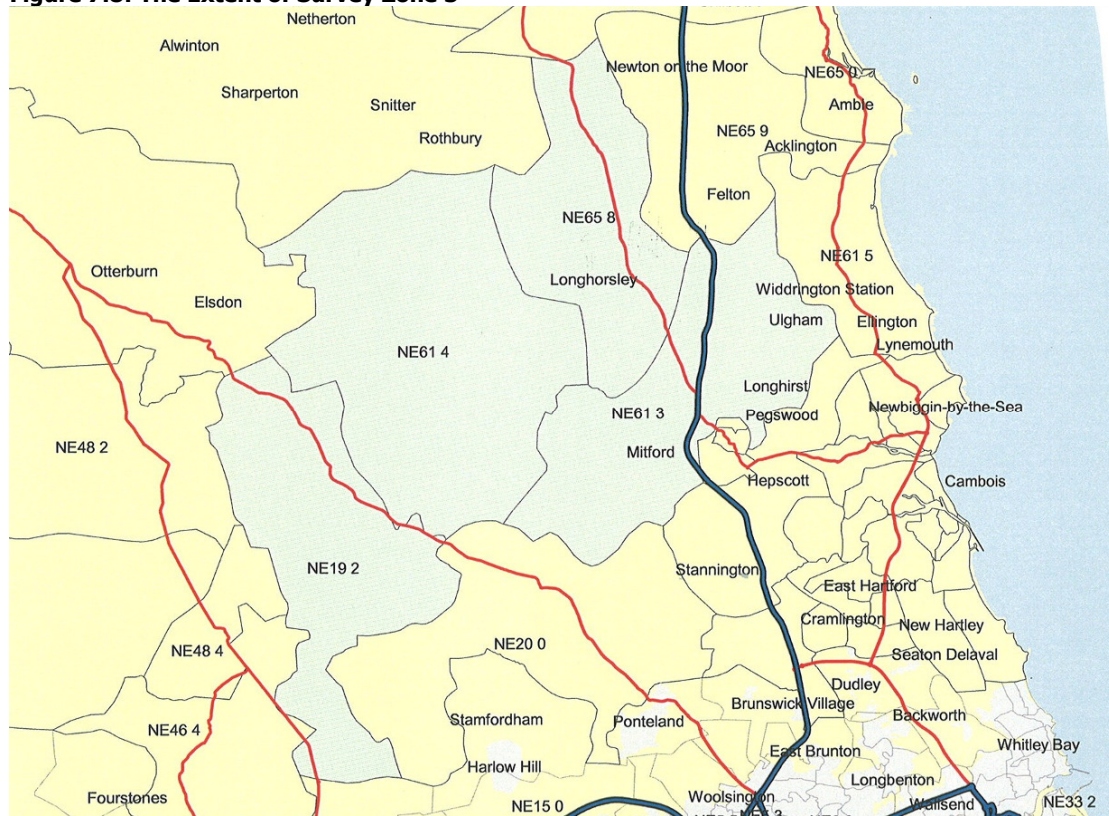 Netherton
Alwinton
Newton on the Moor
NE65 0
Sharperton
Snitter
Amble
Rothbury
NE65 9
Acklington
Felton
NE65 8
NE61 5
Otterburn
Longhorsley
Widdrington Station
Elsdon
Ulgham
Ellington
Lynemouth
NE61 4
Longhirst
NE61 3
Pegswood
Newbiggin-by-the-Sea
NE48 2
Mitford
Hepscott
Cambois
NE19 2
Stannington
East Hartford
Cramlington
New Hartley
NE20 0
NE48 4
Seaton Delaval
Dudley
Brunswick Village
Stamfordham
Ponteland
Backworth
NE46 4
Whitley Bay
East Brunton
Harlow Hill
Longbenton
Fourstones
Woolsington
NE15 0
Wallsend
NE33 2